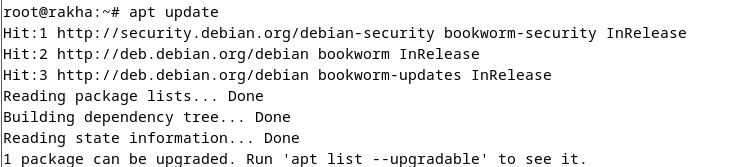 root@rakha:~# apt update
Hit:1 http://security.debian.org/debian-security bookworm-security InRelease
Hit:2 http://deb.debian.org/debian bookworm InRelease
Hit:3 http://deb.debian.org/debian bookworm-updates InRelease
Reading package lists... Done
Building dependency tree... Done
Reading state information... Done
1 package can be upgraded. Run 'apt list --upgradable' to see it.